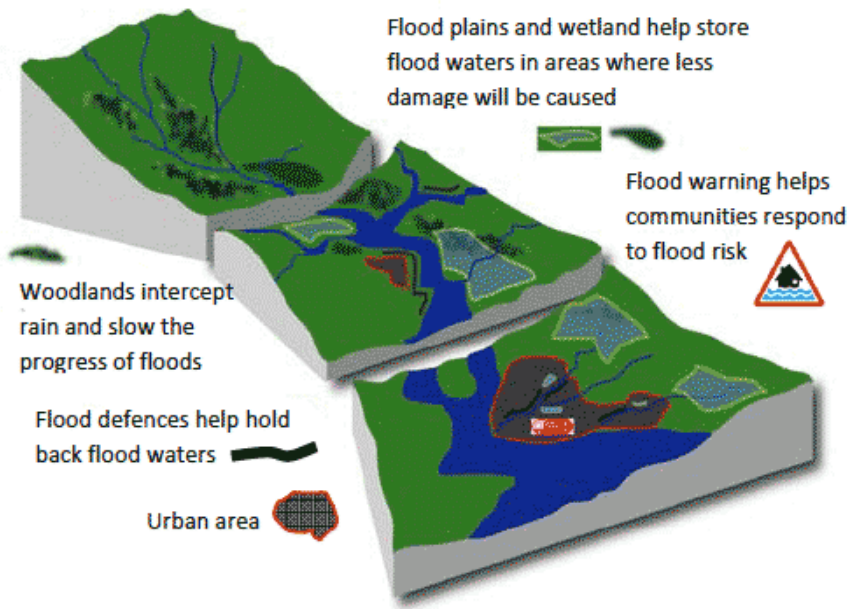 Flood plains and wetland help store
flood waters in areas where less
damage will be caused
Flood warning helps
communities respond
to flood risk
Woodlands intercept
rain and slow the
progress of floods
Flood defences help hold
back flood waters
Urban area